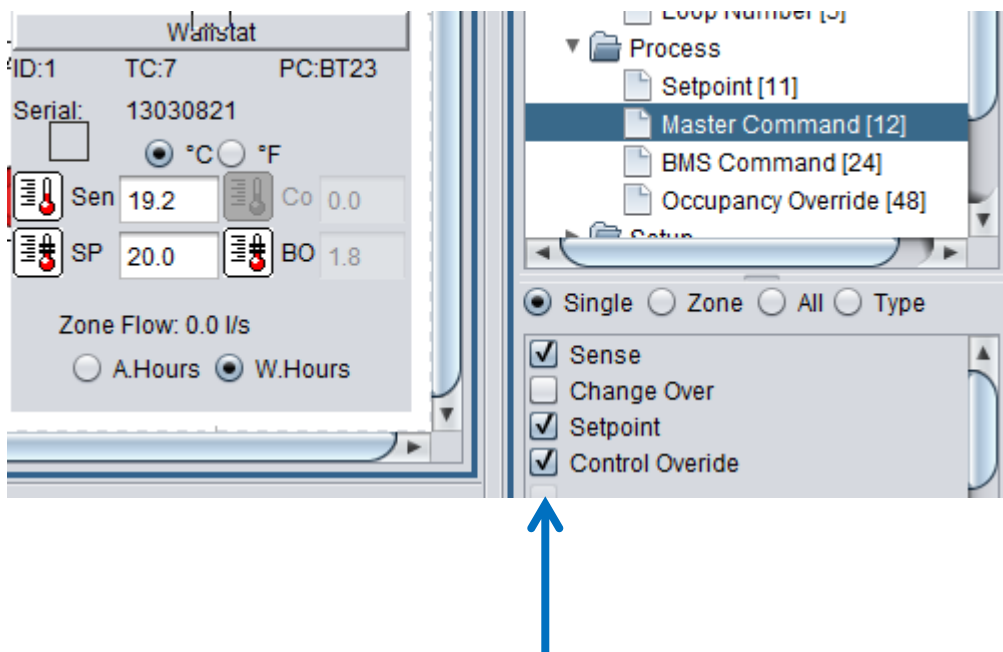 Wallstat
ID:1 TC:7 PC:BT23
Serial: 13030821
°C °F
Sen 19.2 Co 0.0
SP 20.0 BO 1.8
Zone Flow: 0.0 l/s
A.Hours W.Hours
Loop Number [5]
Process
Setpoint [11]
Master Command [12]
BMS Command [24]
Occupancy Override [48]
Setup
Single Zone All Type
Sense
Change Over
Setpoint
Control Overide